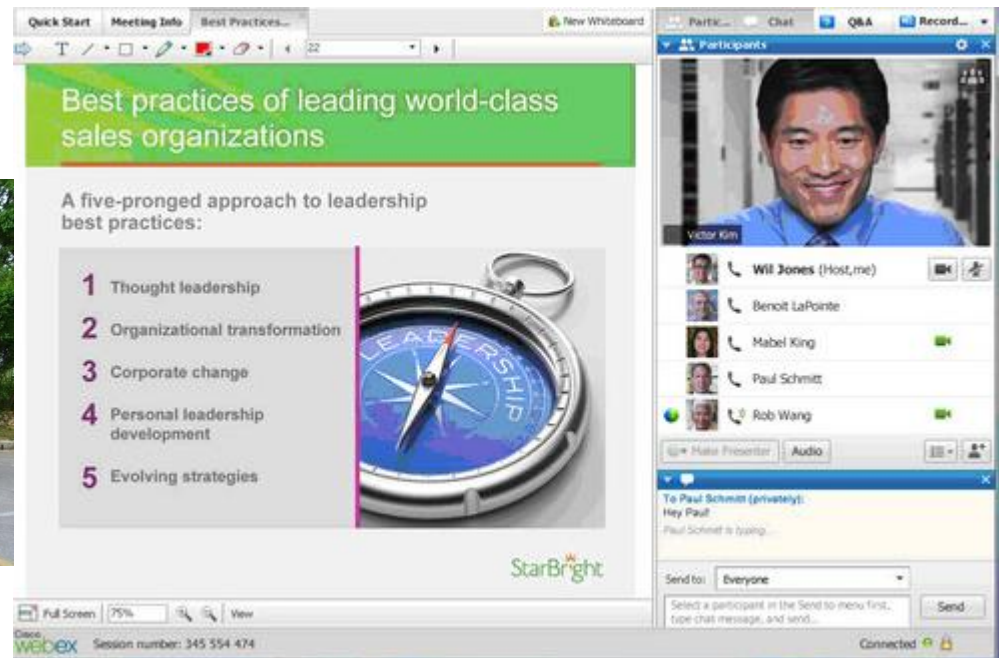 Quick Start Meeting Info Best Practices... New Whiteboard
T 22
Best practices of leading world-class
sales organizations
A five-pronged approach to leadership
best practices:
1 Thought leadership
2 Organizational transformation
3 Corporate change
4 Personal leadership
development
5 Evolving strategies
LEADERSHIP
StarBright
Full Screen 75% View
Cisco
webex Session number: 345 554 474
Partic... Chat Q&A Record...
Participants
Victor Kim
Wil Jones (Host,me)
Benoit LaPointe
Mabel King
Paul Schmitt
Rob Wang
Make Presenter Audio
To Paul Schmitt (privately):
Hey Paul!
Paul Schmitt is typing...
Send to: Everyone
Select a participant in the Send to menu first,
type chat message, and send...
Send
Connected